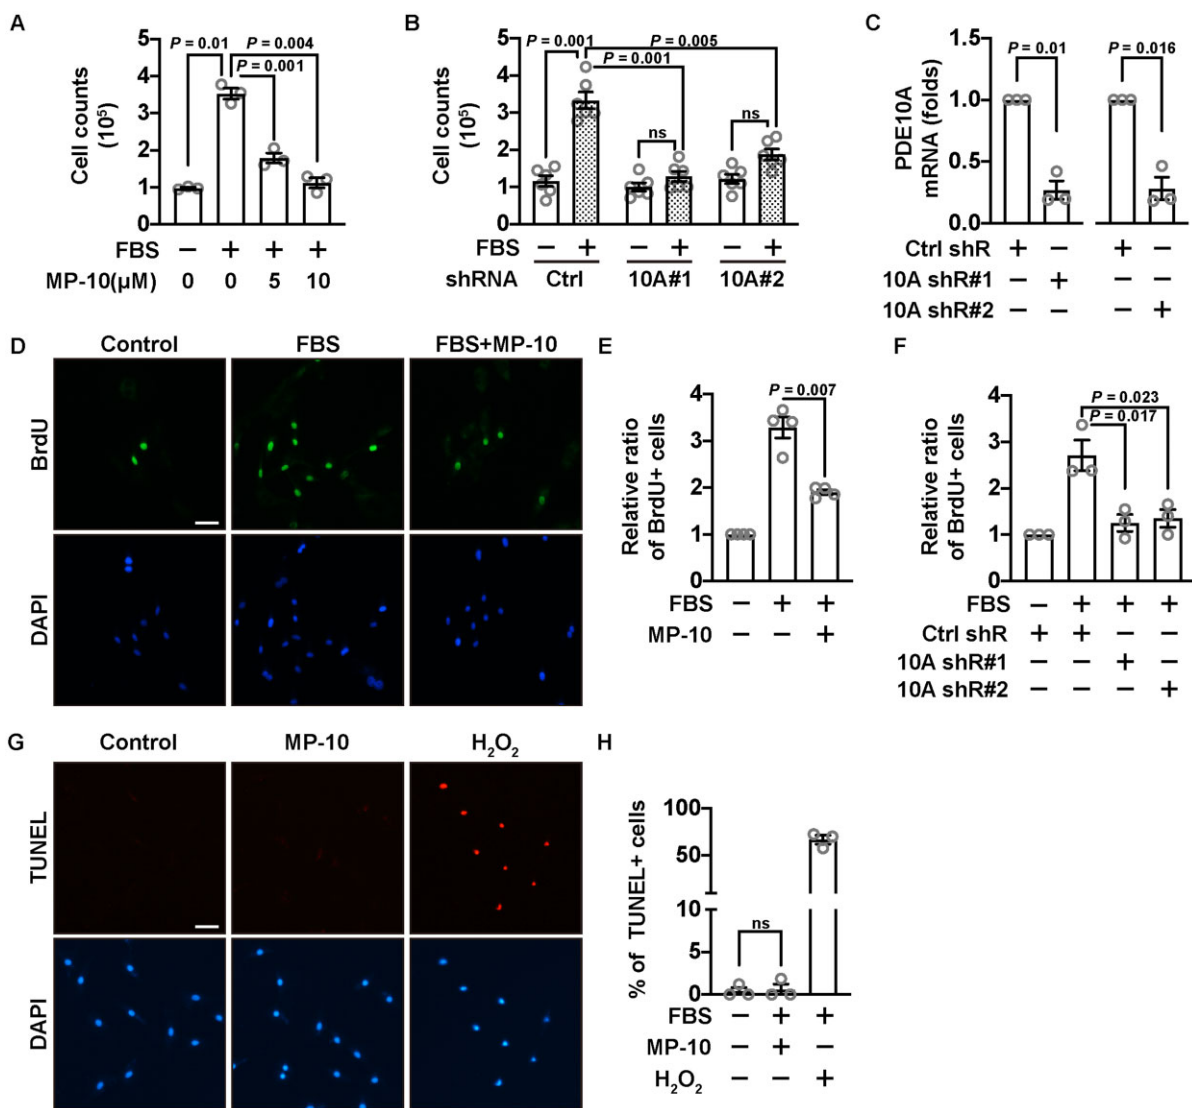 A
P = 0.01
P = 0.004
P = 0.001
Cell counts
(10⁵)
5
4
3
2
1
0
FBS − + + +
MP-10(μM) 0 0 5 10
B
P = 0.001
P = 0.005
P = 0.001
ns
ns
Cell counts
(10⁵)
5
4
3
2
1
0
FBS − + − + − +
shRNA Ctrl 10A#1 10A#2
C
P = 0.01
P = 0.016
PDE10A
mRNA (folds)
1.5
1.0
0.5
0.0
Ctrl shR + − + −
10A shR#1 − + − −
10A shR#2 − − − +
D
Control FBS FBS+MP-10
BrdU
DAPI
E
P = 0.007
Relative ratio
of BrdU+ cells
4
3
2
1
0
FBS − + +
MP-10 − − +
F
P = 0.023
P = 0.017
Relative ratio
of BrdU+ cells
4
3
2
1
0
FBS − + + +
Ctrl shR + + − −
10A shR#1 − − + −
10A shR#2 − − − +
G
Control MP-10 H₂O₂
TUNEL
DAPI
H
% of TUNEL+ cells
100
50
10
5
0
ns
FBS − + +
MP-10 − + −
H₂O₂ − − +